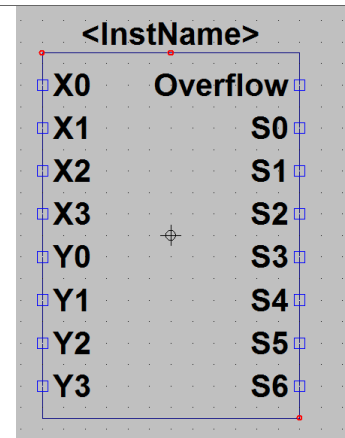 <InstName>
X0 Overflow
X1 S0
X2 S1
X3 S2
Y0 S3
Y1 S4
Y2 S5
Y3 S6